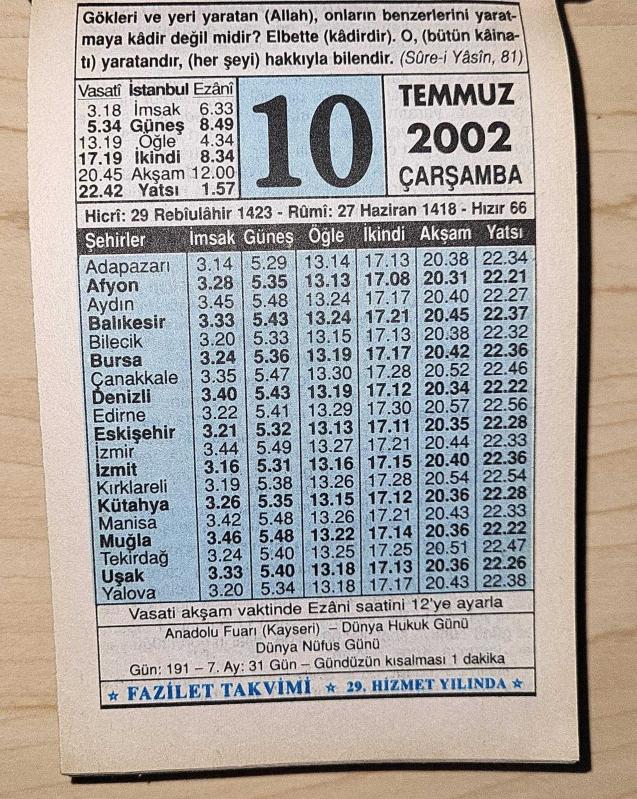 Gökleri ve yeri yaratan (Allah), onların benzerlerini yarat-
maya kâdir değil midir? Elbette (kâdirdir). O, (bütün kâina-
tı) yaratandır, (her şeyi) hakkıyla bilendir. (Sûre-i Yâsîn, 81)
Vasatî İstanbul Ezânî
3.18 İmsak 6.33
5.34 Güneş 8.49
13.19 Öğle 4.34
17.19 İkindi 8.34
20.45 Akşam 12.00
22.42 Yatsı 1.57
10
TEMMUZ
2002
ÇARŞAMBA
Hicrî: 29 Rebîulâhir 1423 - Rûmî: 27 Haziran 1418 - Hızır 66
Şehirler İmsak Güneş Öğle İkindi Akşam Yatsı
Adapazarı 3.14 5.29 13.14 17.13 20.38 22.34
Afyon 3.28 5.35 13.13 17.08 20.31 22.21
Aydın 3.45 5.48 13.24 17.17 20.40 22.27
Balıkesir 3.33 5.43 13.24 17.21 20.45 22.37
Bilecik 3.20 5.33 13.15 17.13 20.38 22.32
Bursa 3.24 5.36 13.19 17.17 20.42 22.36
Çanakkale 3.35 5.47 13.30 17.28 20.52 22.46
Denizli 3.40 5.43 13.19 17.12 20.34 22.22
Edirne 3.22 5.41 13.29 17.30 20.57 22.56
Eskişehir 3.21 5.32 13.13 17.11 20.35 22.28
İzmir 3.44 5.49 13.27 17.21 20.44 22.33
İzmit 3.16 5.31 13.16 17.15 20.40 22.36
Kırklareli 3.19 5.38 13.26 17.28 20.54 22.54
Kütahya 3.26 5.35 13.15 17.12 20.36 22.28
Manisa 3.42 5.48 13.26 17.21 20.43 22.33
Muğla 3.46 5.48 13.22 17.14 20.36 22.22
Tekirdağ 3.24 5.40 13.25 17.25 20.51 22.47
Uşak 3.33 5.40 13.18 17.13 20.36 22.26
Yalova 3.20 5.34 13.18 17.17 20.43 22.38
Vasati akşam vaktinde Ezâni saatini 12'ye ayarla
Anadolu Fuarı (Kayseri) – Dünya Hukuk Günü
Dünya Nüfus Günü
Gün: 191 – 7. Ay: 31 Gün – Gündüzün kısalması 1 dakika
★ FAZİLET TAKVİMİ ★ 29. HİZMET YILINDA ★